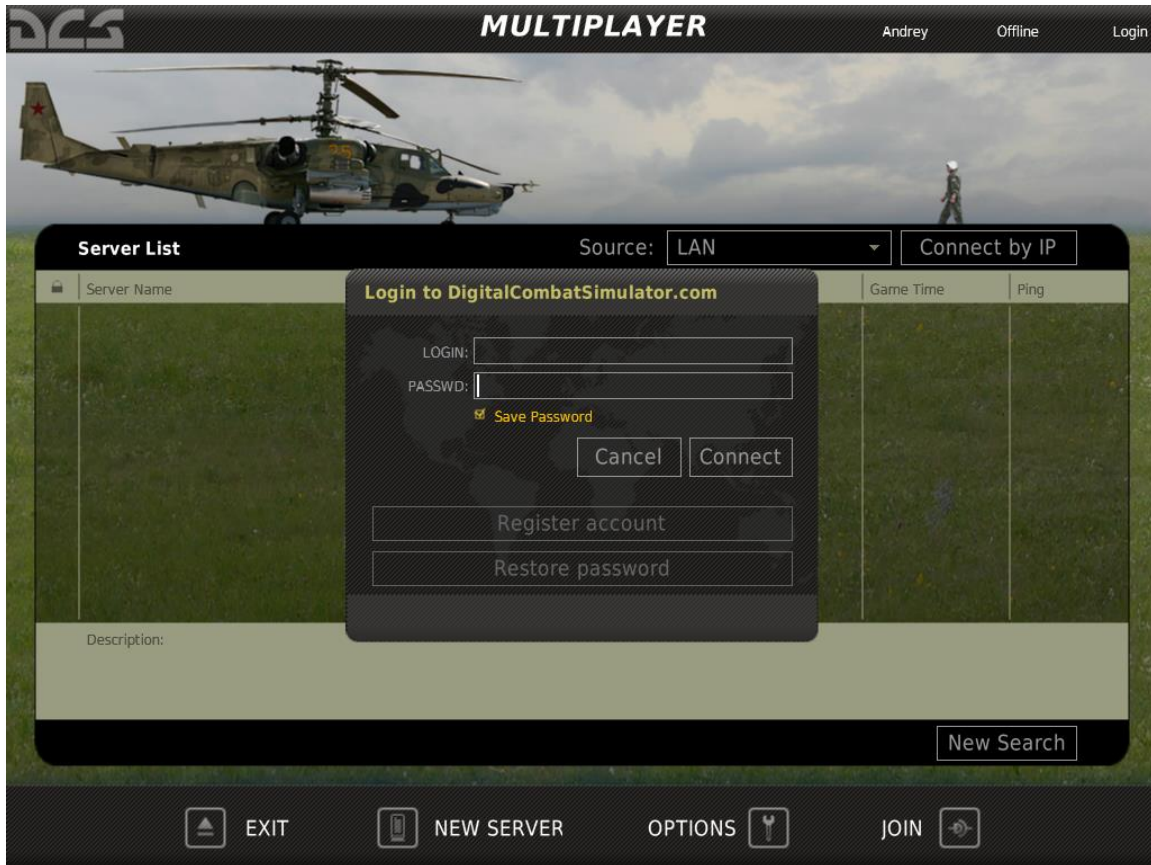 DCS
MULTIPLAYER
Andrey Offline Login
25
Server List Source: LAN Connect by IP
Server Name Game Time Ping
Login to DigitalCombatSimulator.com
LOGIN:
PASSWD:
Save Password
Cancel Connect
Register account
Restore password
Description:
New Search
EXIT NEW SERVER OPTIONS JOIN